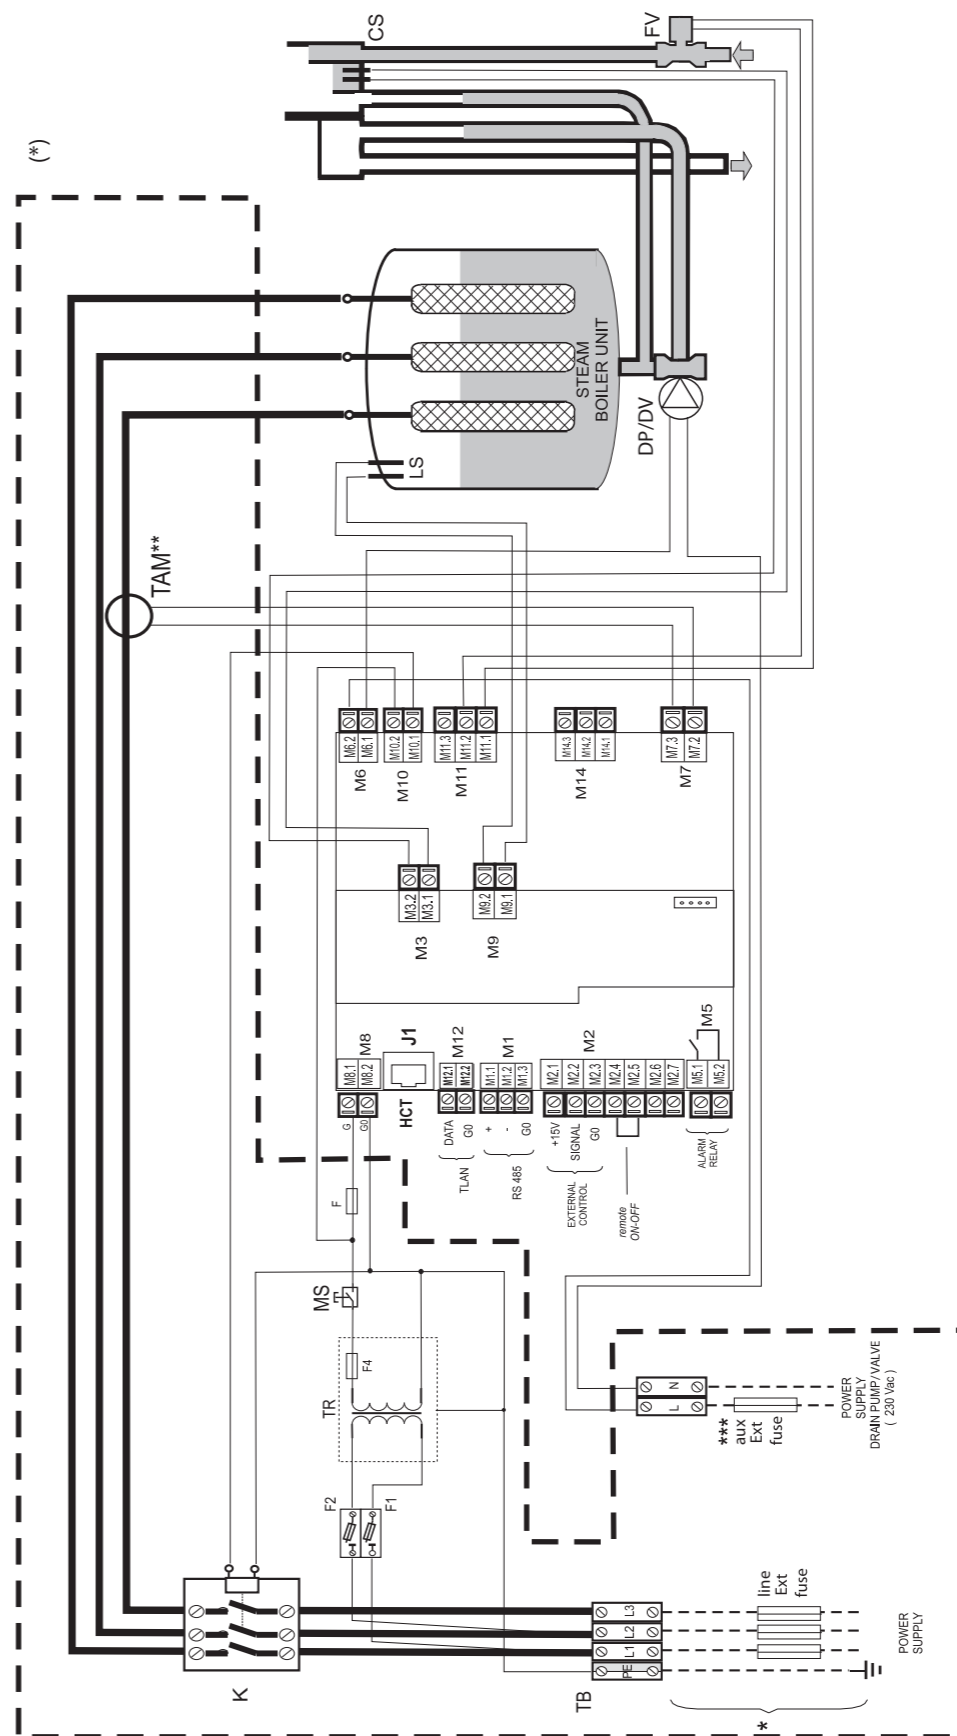 (*)
CS
FV
TAM**
LS
STEAM
BOILER UNIT
DP/DV
M6.2
M6.1
M6
M10.2
M10.1
M10
M11.3
M11.2
M11.1
M11
M14.3
M14.2
M14.1
M14
M7.3
M7.2
M7
M3.2
M3.1
M3
M9.2
M9.1
M9
M8.1
M8.2
M8
G
G0
J1
HCT
M12.1
M12.2
M12
DATA
G0
TLAN
M1.1
M1.2
M1.3
M1
+
-
G0
RS 485
M2.1
M2.2
M2.3
M2.4
M2.5
M2.6
M2.7
M2
+15V
SIGNAL
G0
EXTERNAL
CONTROL
remote
ON-OFF
M5.1
M5.2
M5
ALARM
RELAY
F
MS
F4
TR
F2
F1
K
TB
PE
L1
L2
L3
line
Ext
fuse
POWER
SUPPLY
*
N
L
***
aux
Ext
fuse
POWER
SUPPLY
DRAIN PUMP/VALVE
( 230 Vac )